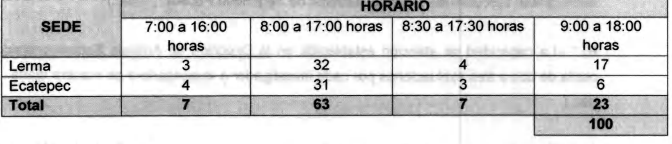 HORARIO
SEDE 7:00 a 16:00 horas 8:00 a 17:00 horas 8:30 a 17:30 horas 9:00 a 18:00 horas
Lerma 3 32 4 17
Ecatepec 4 31 3 6
Total 7 63 7 23
100